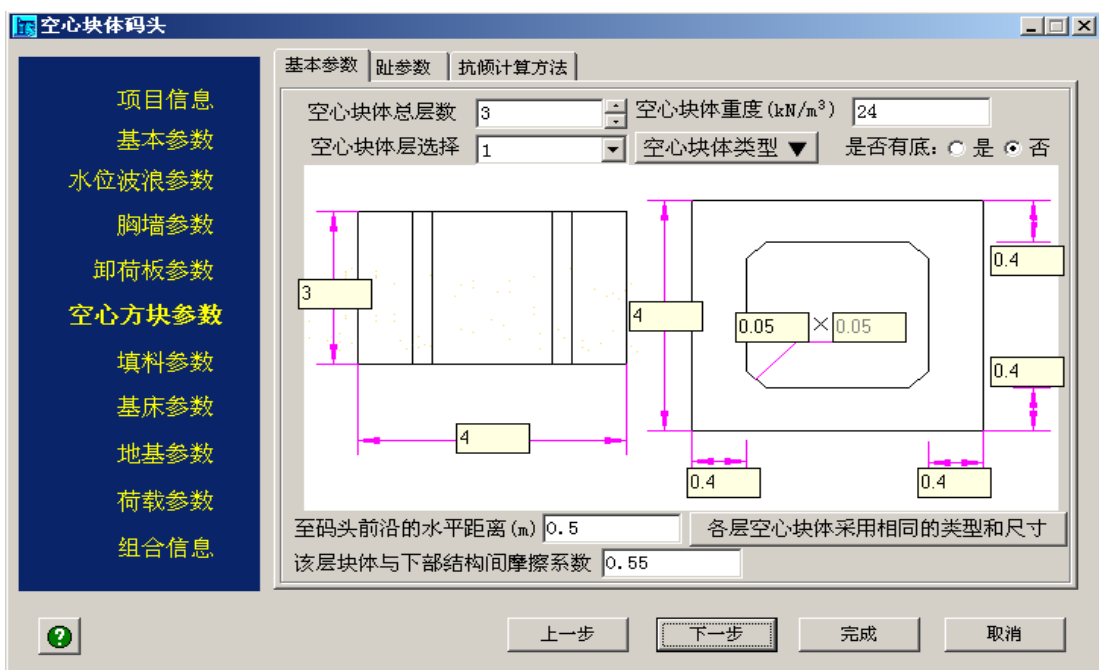 空心块体码头
基本参数 趾参数 抗倾计算方法
项目信息
基本参数
水位波浪参数
胸墙参数
卸荷板参数
空心方块参数
填料参数
基床参数
地基参数
荷载参数
组合信息
空心块体总层数 3 空心块体重度(kN/m³) 24
空心块体层选择 1 空心块体类型 ▼ 是否有底: 是 否
3
4
4
0.4
0.05 × 0.05
0.4
0.4 0.4
至码头前沿的水平距离(m) 0.5 各层空心块体采用相同的类型和尺寸
该层块体与下部结构间摩擦系数 0.55
? 上一步 下一步 完成 取消